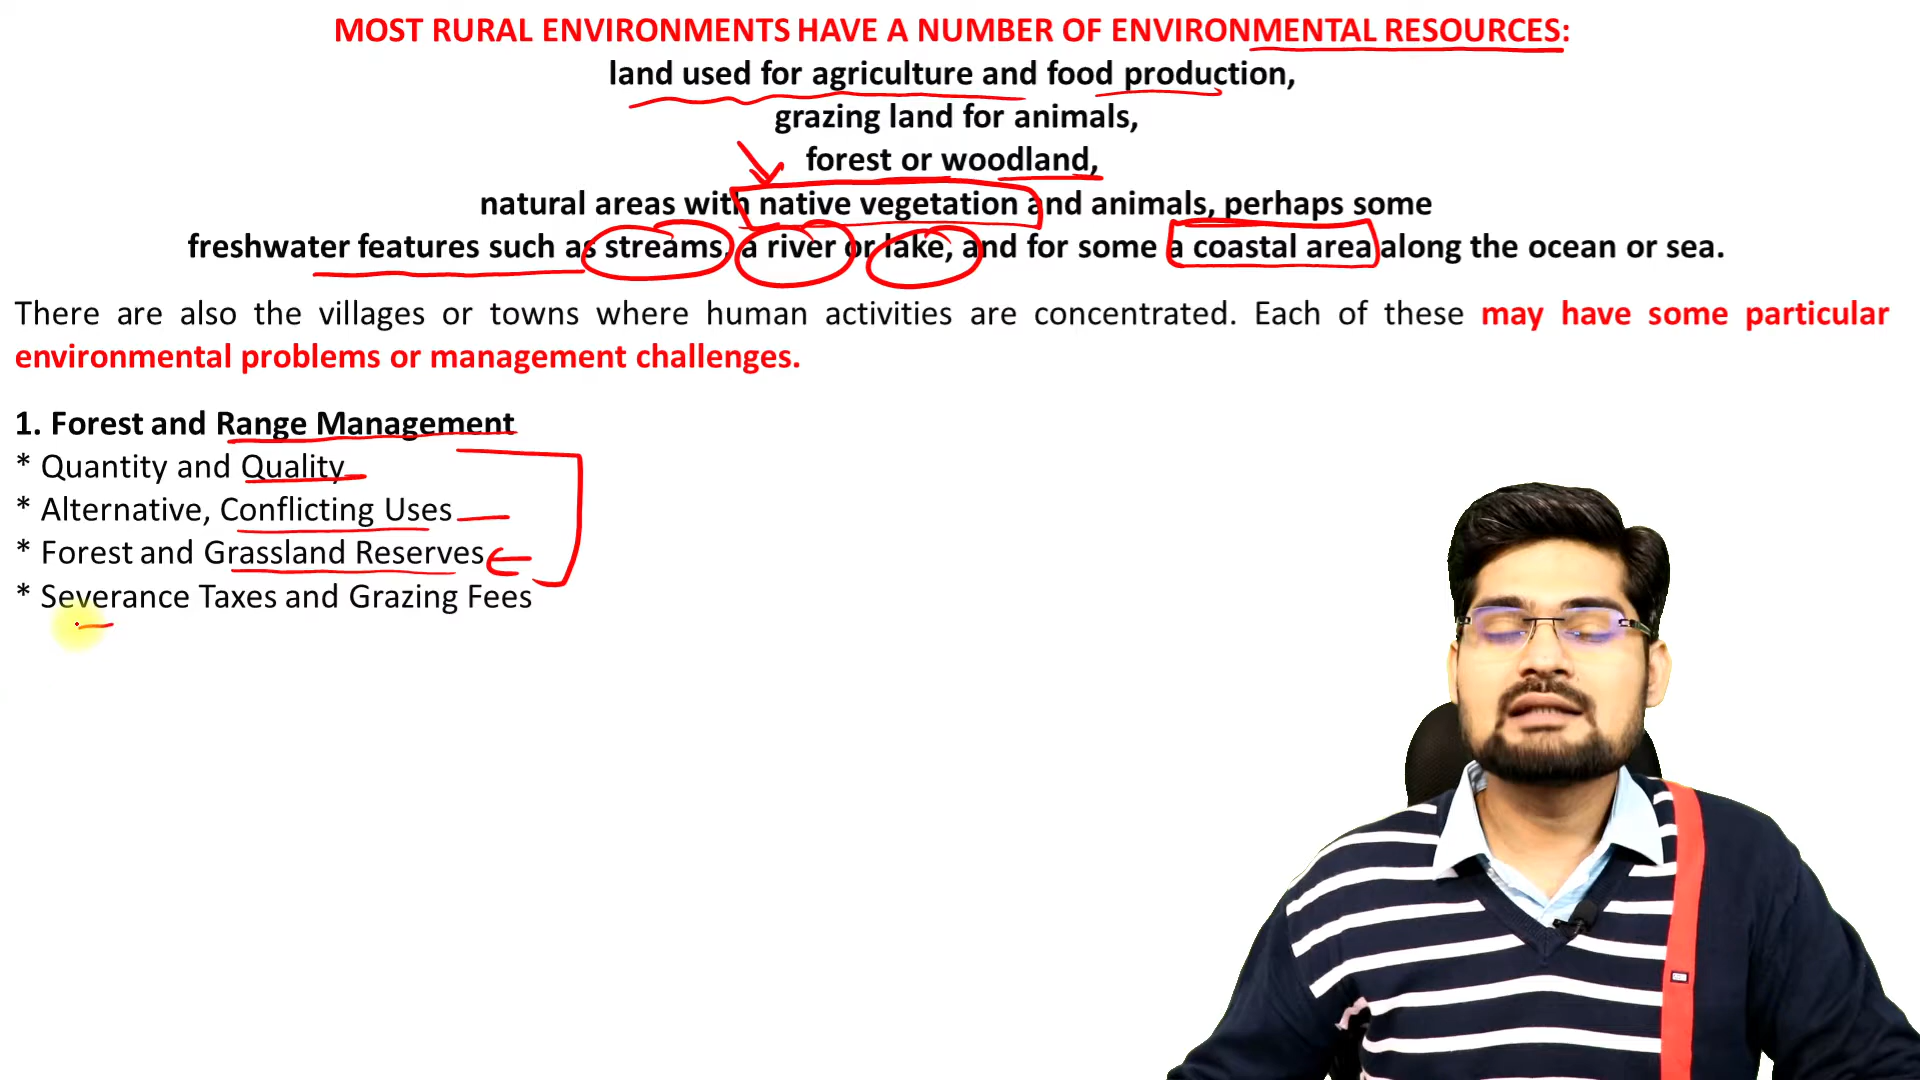 MOST RURAL ENVIRONMENTS HAVE A NUMBER OF ENVIRONMENTAL RESOURCES:
land used for agriculture and food production,
grazing land for animals,
forest or woodland,
natural areas with native vegetation and animals, perhaps some
freshwater features such as streams, a river or lake, and for some a coastal area along the ocean or sea.
There are also the villages or towns where human activities are concentrated. Each of these may have some particular
environmental problems or management challenges.
1. Forest and Range Management
* Quantity and Quality
* Alternative, Conflicting Uses
* Forest and Grassland Reserves
* Severance Taxes and Grazing Fees